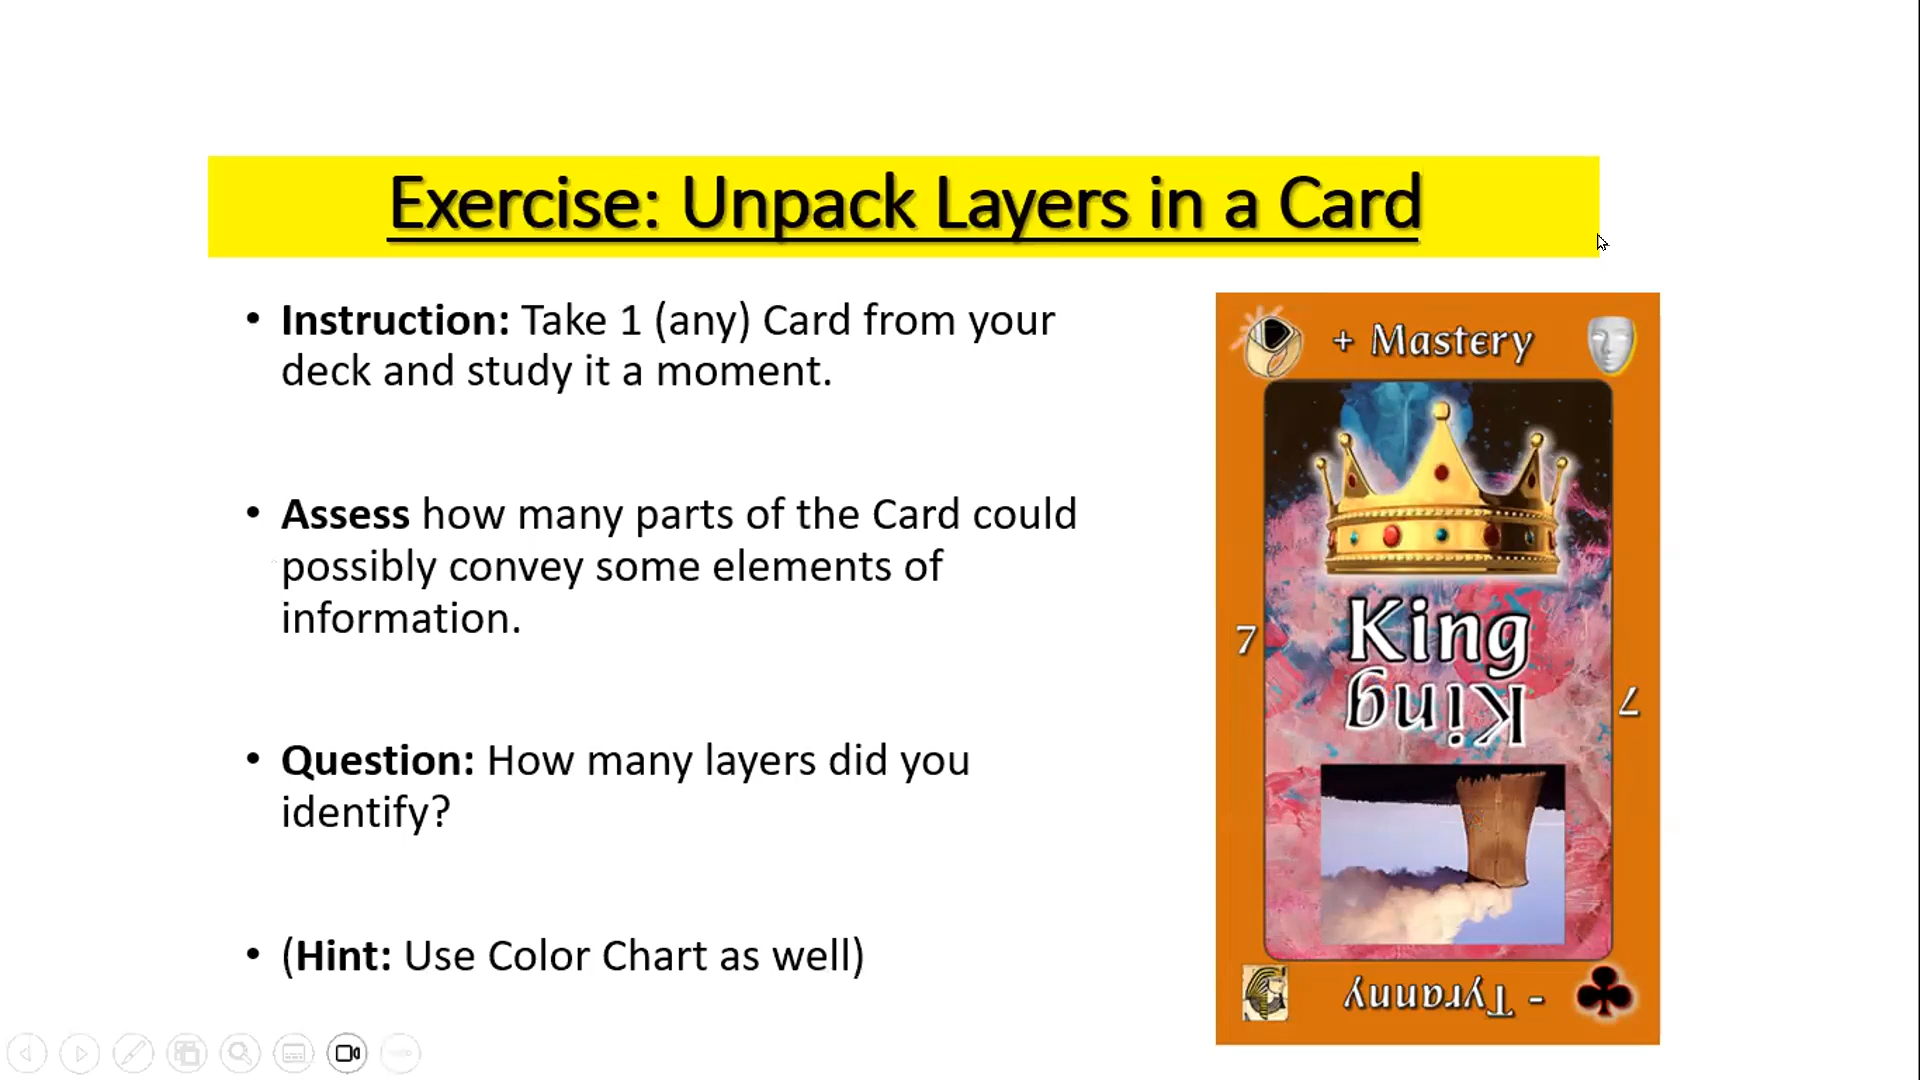 Exercise: Unpack Layers in a Card
• Instruction: Take 1 (any) Card from your
deck and study it a moment.
• Assess how many parts of the Card could
possibly convey some elements of
information.
• Question: How many layers did you
identify?
• (Hint: Use Color Chart as well)
+ Mastery
King
7
King
7
- Tyranny